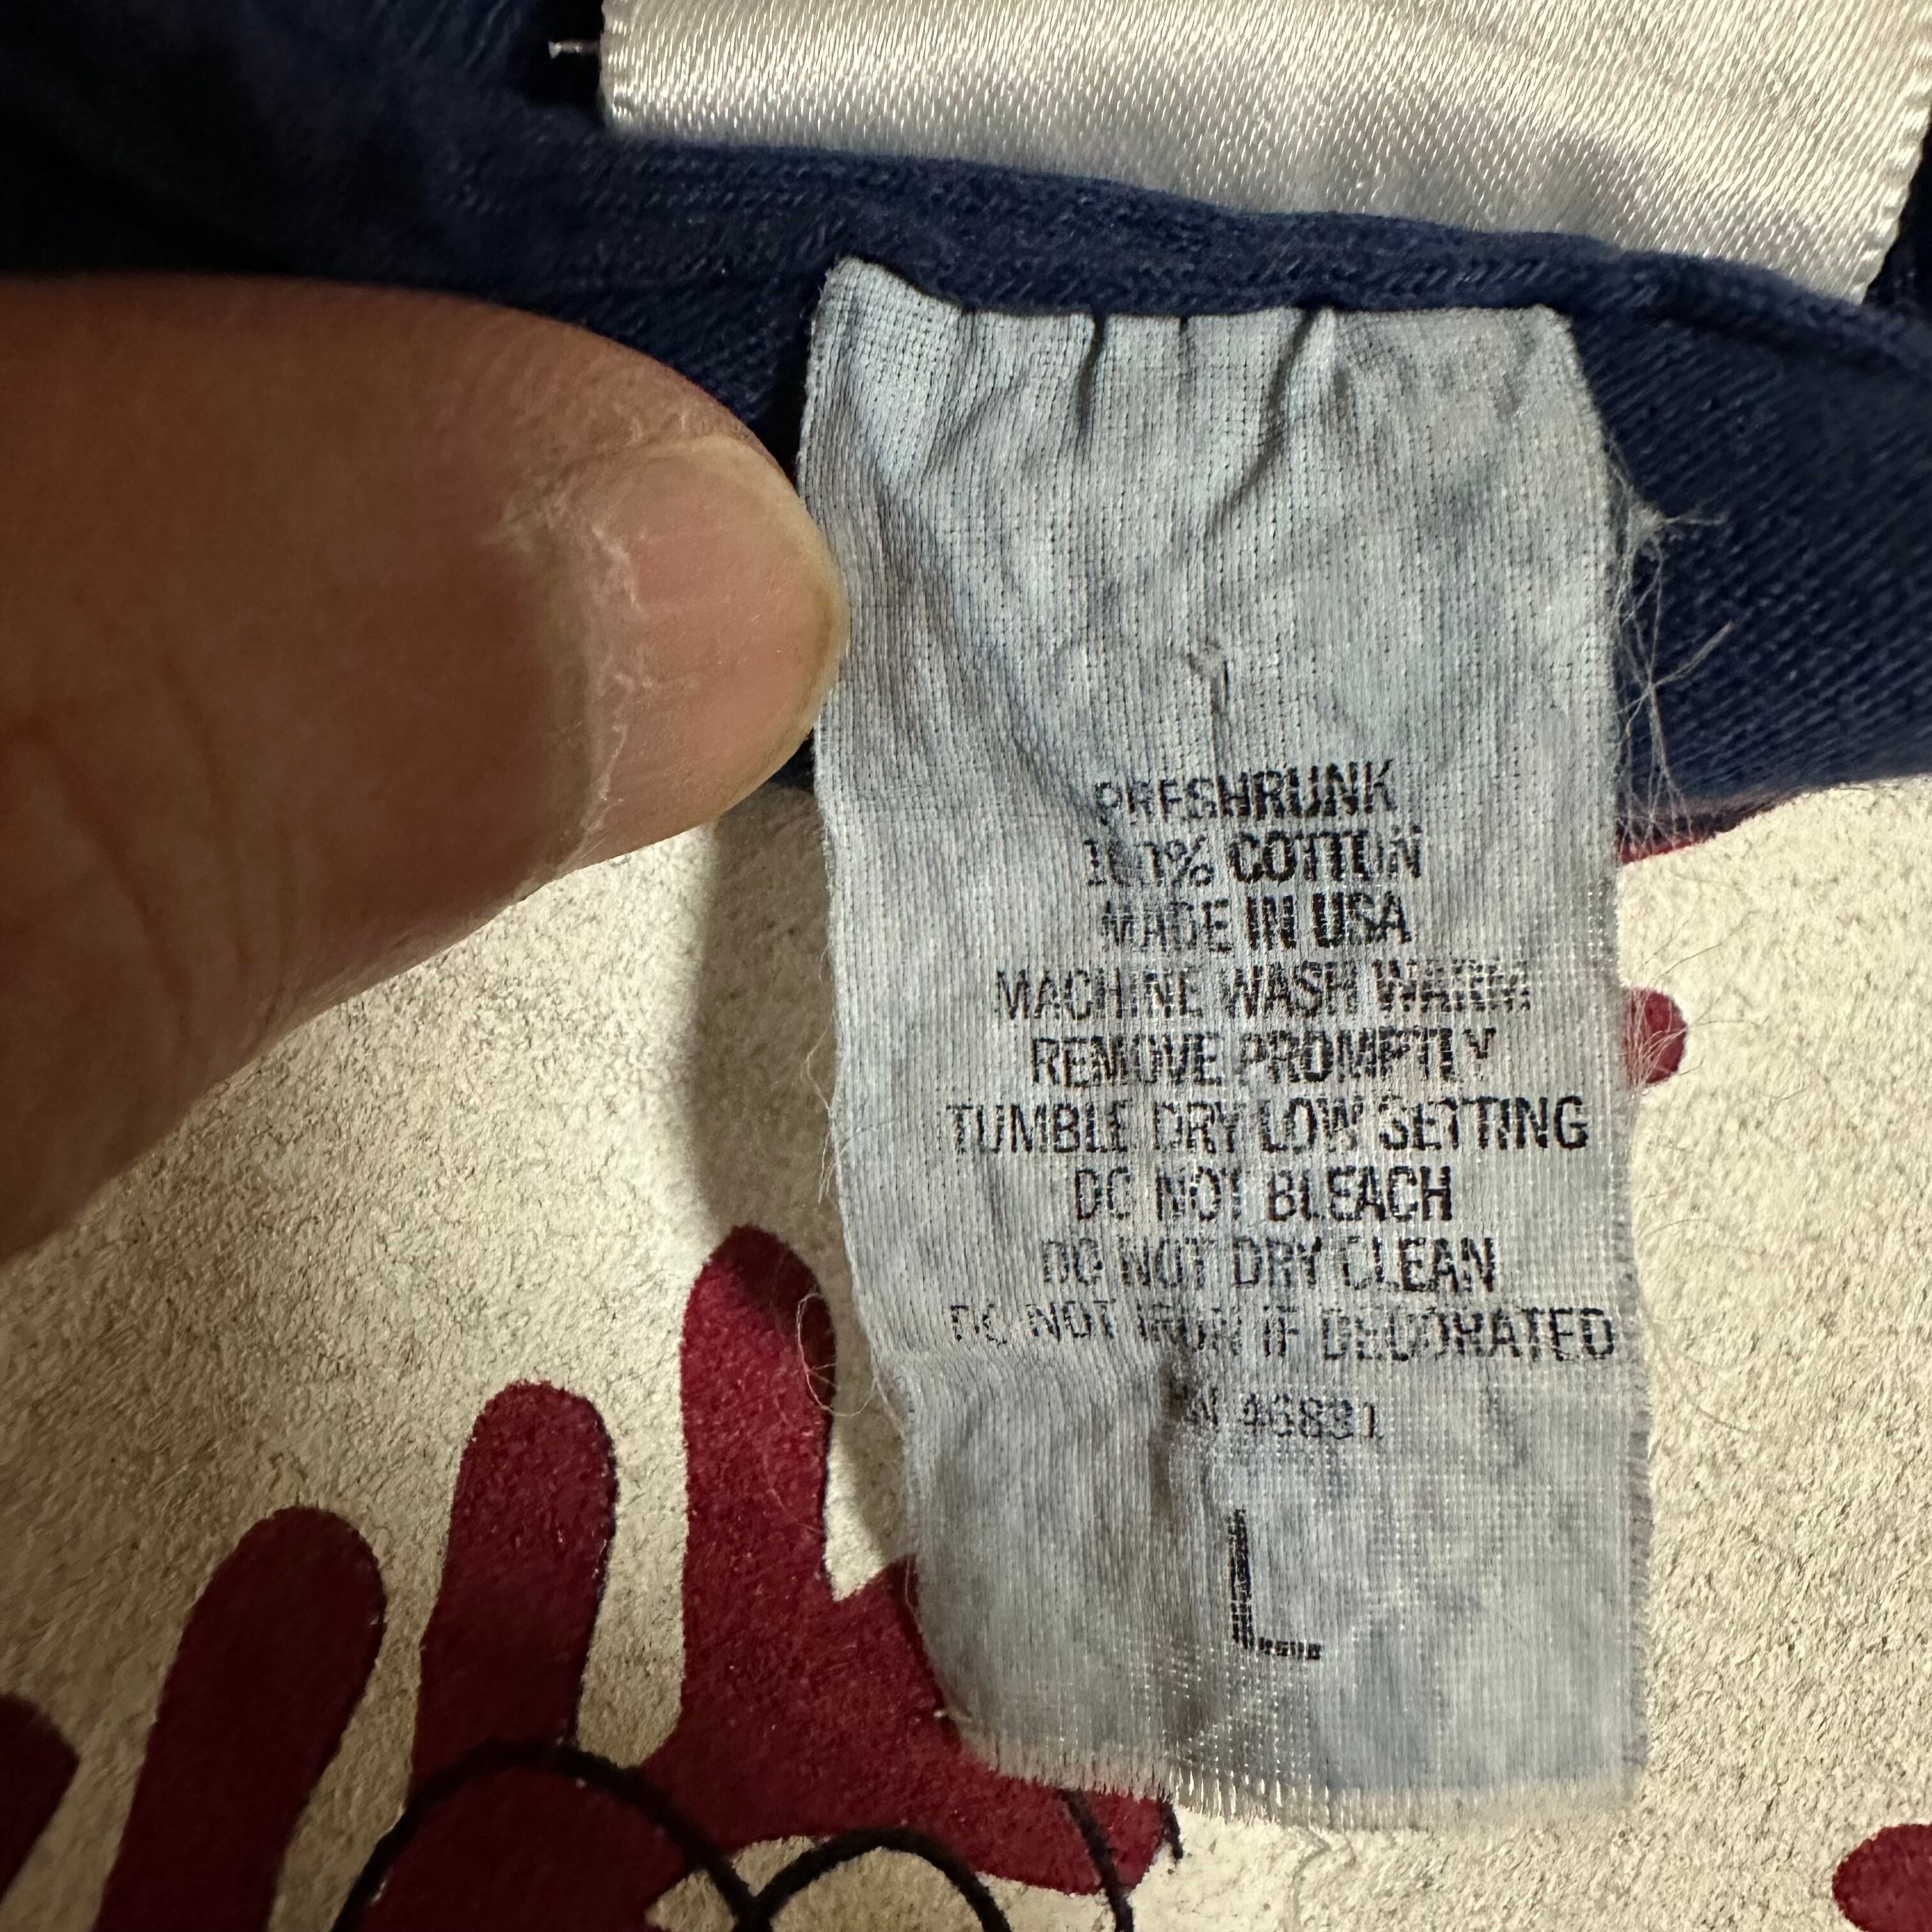 PRESHRUNK
100% COTTON
MADE IN USA
MACHINE WASH WARM
REMOVE PROMPTLY
TUMBLE DRY LOW SETTING
DO NOT BLEACH
DO NOT DRY CLEAN
DO NOT IRON IF DECORATED
L